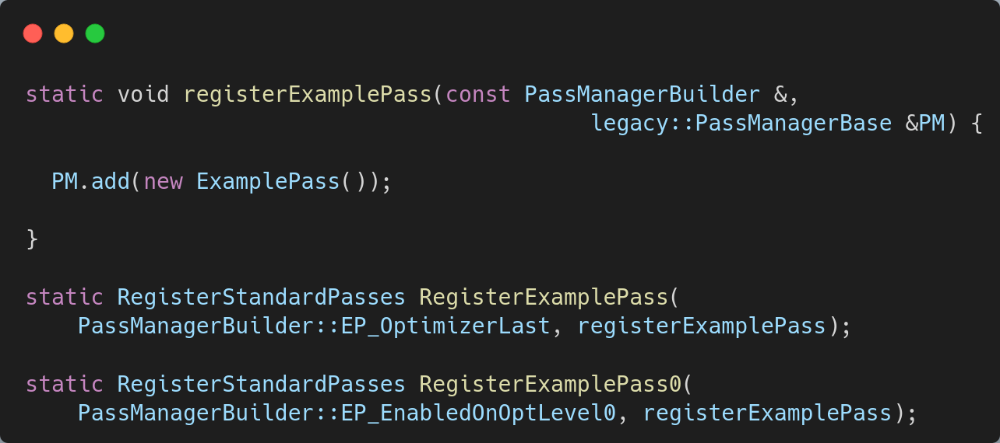 static void registerExamplePass(const PassManagerBuilder &,
                                           legacy::PassManagerBase &PM) {
  PM.add(new ExamplePass());
}
static RegisterStandardPasses RegisterExamplePass(
    PassManagerBuilder::EP_OptimizerLast, registerExamplePass);
static RegisterStandardPasses RegisterExamplePass0(
    PassManagerBuilder::EP_EnabledOnOptLevel0, registerExamplePass);